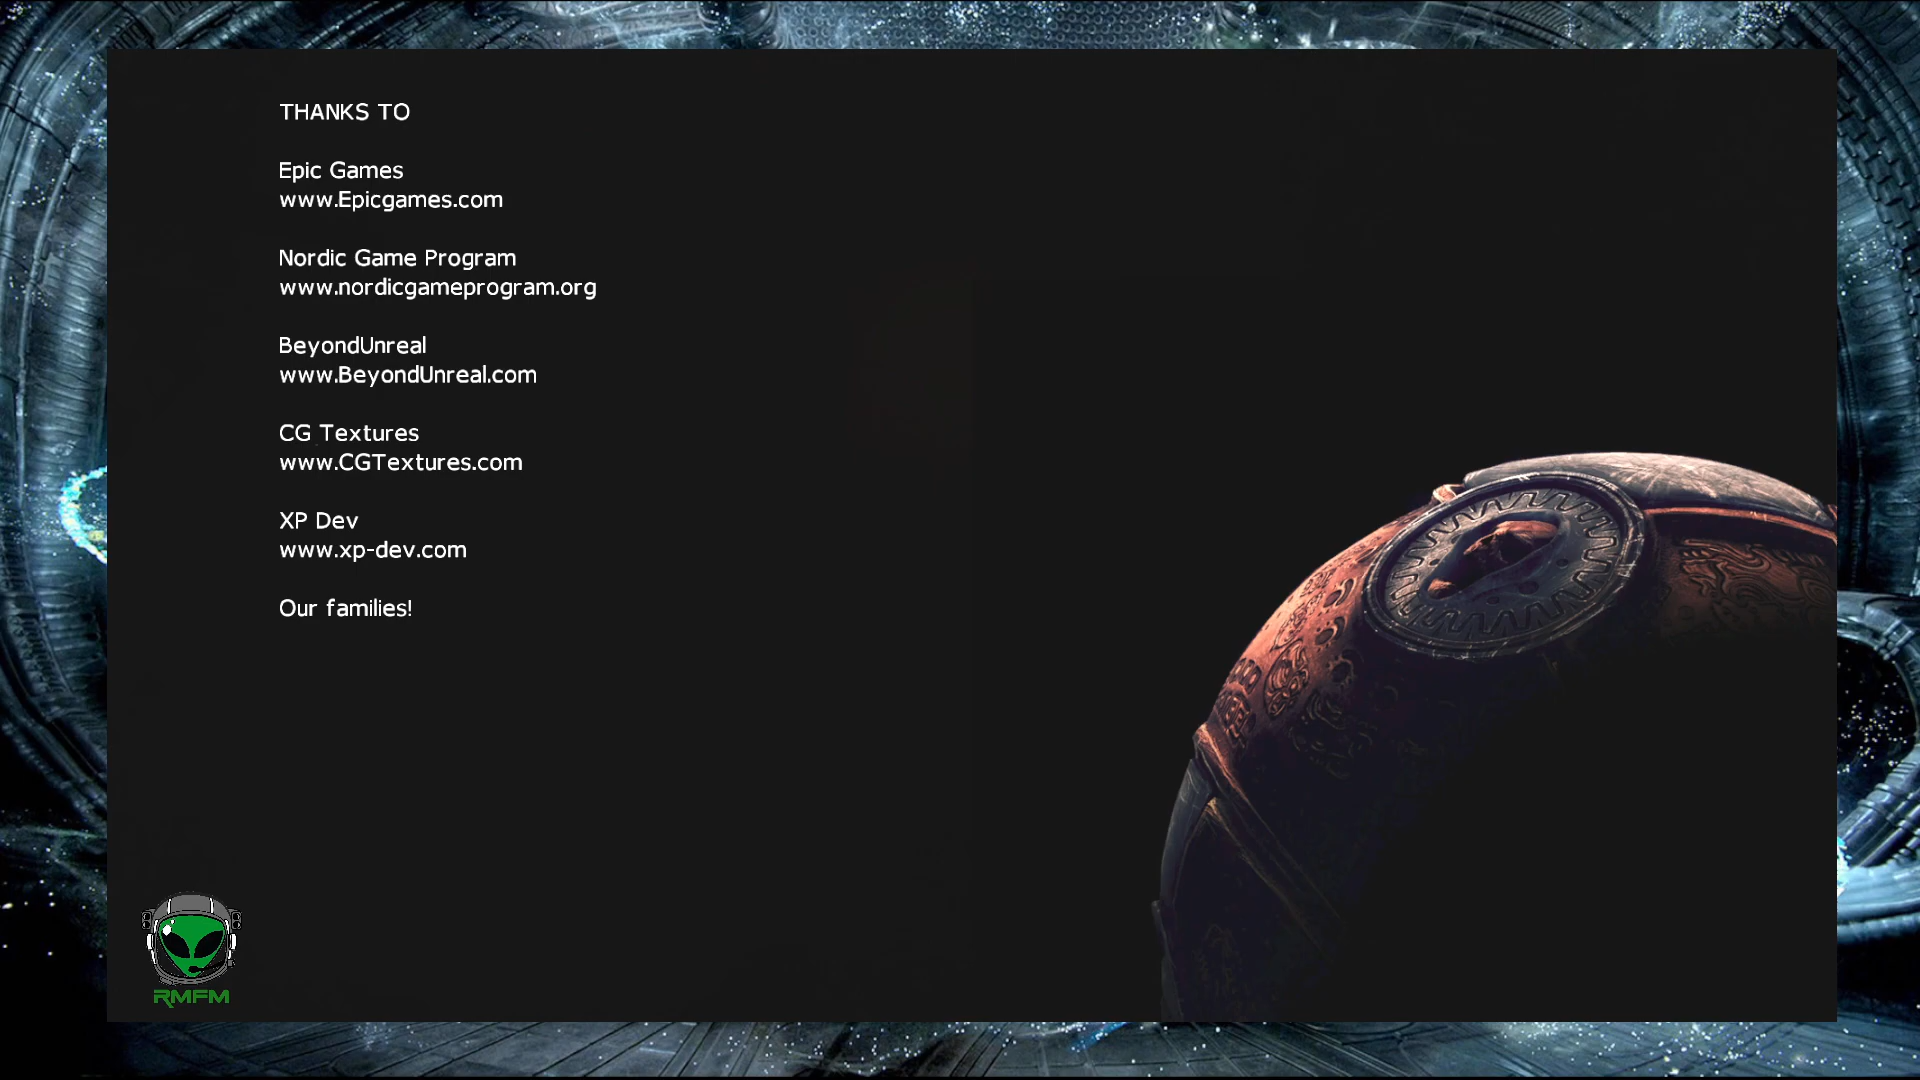 THANKS TO
Epic Games
www.Epicgames.com
Nordic Game Program
www.nordicgameprogram.org
BeyondUnreal
www.BeyondUnreal.com
CG Textures
www.CGTextures.com
XP Dev
www.xp-dev.com
Our families!
RMFM